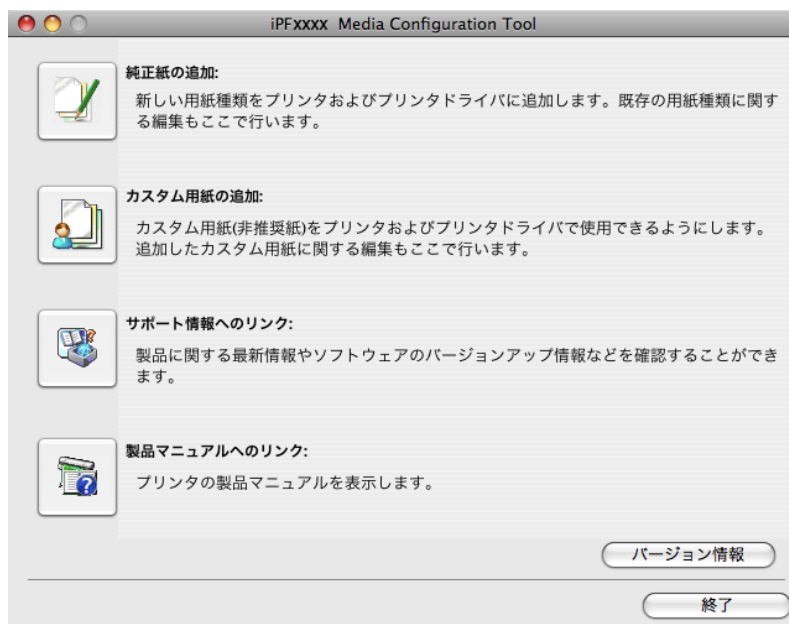 iPFxxxx Media Configuration Tool
純正紙の追加:
新しい用紙種類をプリンタおよびプリンタドライバに追加します。既存の用紙種類に関す
る編集もここで行います。
カスタム用紙の追加:
カスタム用紙(非推奨紙)をプリンタおよびプリンタドライバで使用できるようにします。
追加したカスタム用紙に関する編集もここで行います。
サポート情報へのリンク:
製品に関する最新情報やソフトウェアのバージョンアップ情報などを確認することができ
ます。
製品マニュアルへのリンク:
プリンタの製品マニュアルを表示します。
バージョン情報
終了